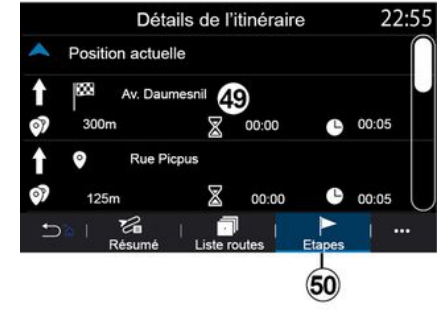 Détails de l'itinéraire 22:55
Position actuelle
Av. Daumesnil 49
300m 00:00 00:05
Rue Picpus
125m 00:00 00:05
Résumé Liste routes Etapes ...
50